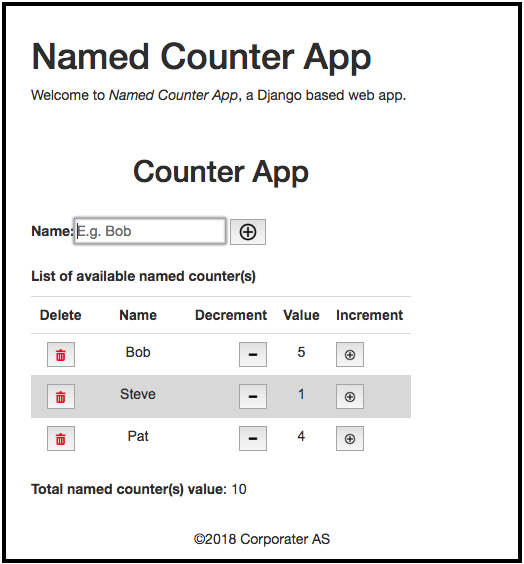 Named Counter App
Welcome to Named Counter App, a Django based web app.
Counter App
Name: E.g. Bob
List of available named counter(s)
Delete Name Decrement Value Increment
Bob 5
Steve 1
Pat 4
Total named counter(s) value: 10
©2018 Corporater AS